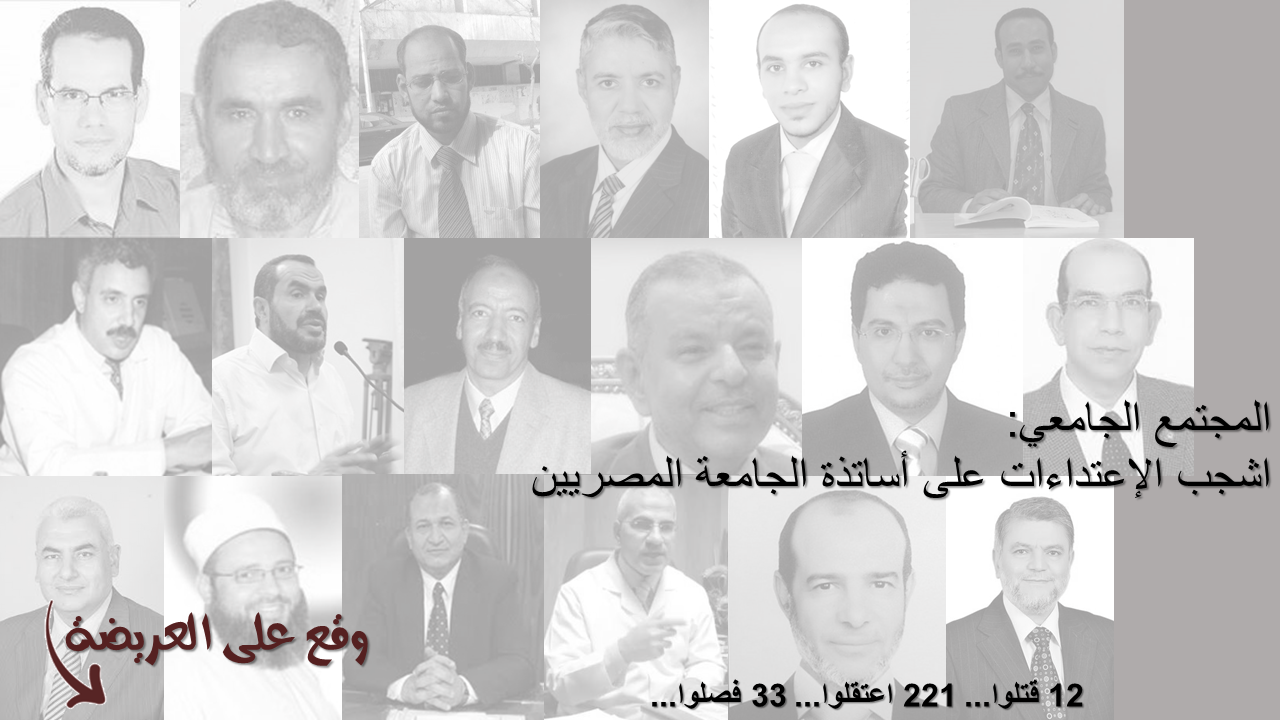 المجتمع الجامعي:
اشجب الإعتداءات على أساتذة الجامعة المصريين
وقع على العريضة
12 قتلوا... 221 اعتقلوا... 33 فصلوا...